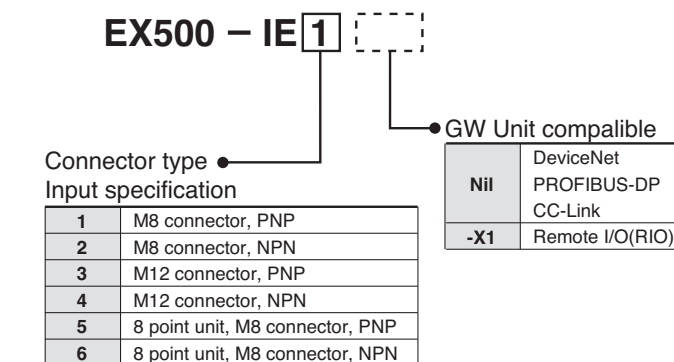 EX500 – IE 1
GW Unit compalible
Nil
DeviceNet
PROFIBUS-DP
CC-Link
-X1 Remote I/O(RIO)
Connector type
Input specification
1 M8 connector, PNP
2 M8 connector, NPN
3 M12 connector, PNP
4 M12 connector, NPN
5 8 point unit, M8 connector, PNP
6 8 point unit, M8 connector, NPN